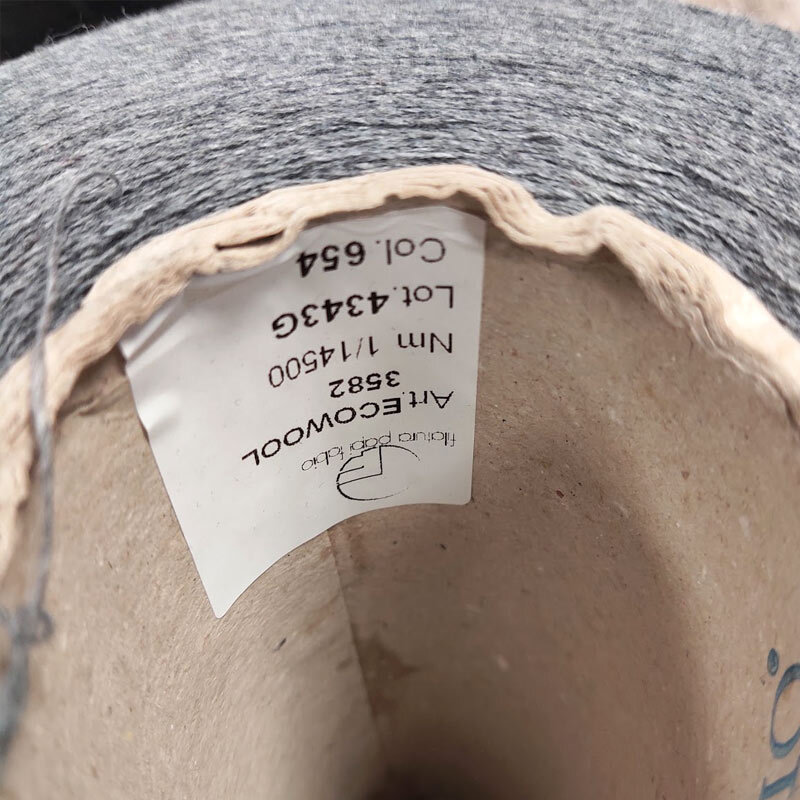 filatura papi fabio
Art.ECOWOOL
3582
Nm 1/14500
Lot.4343G
Col.654